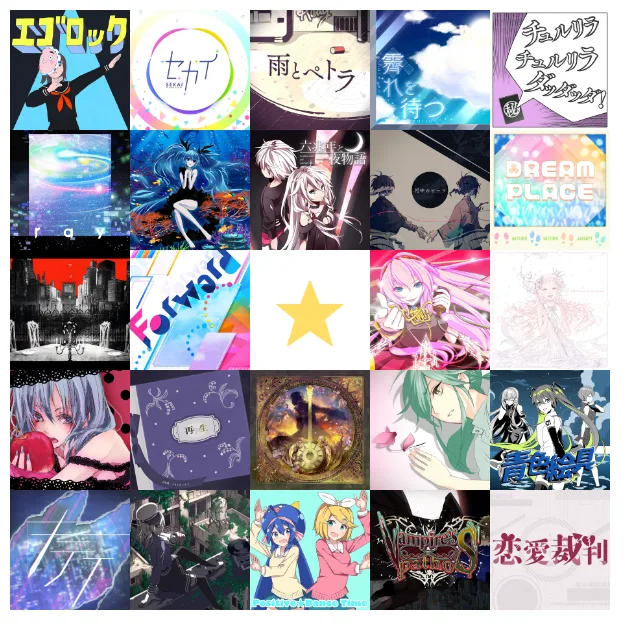 エゴロック
セカイ
SEKAI
雨とペトラ
霽れを
待つ
チュルリラ
チュルリラ
ダッダッダ!
㊙
ray
六兆年と
一夜物語
DREAM
PLACE
Forward
再生
青色絵具
Positive☆Dance Time
Vampire's
pathoS
恋愛裁判